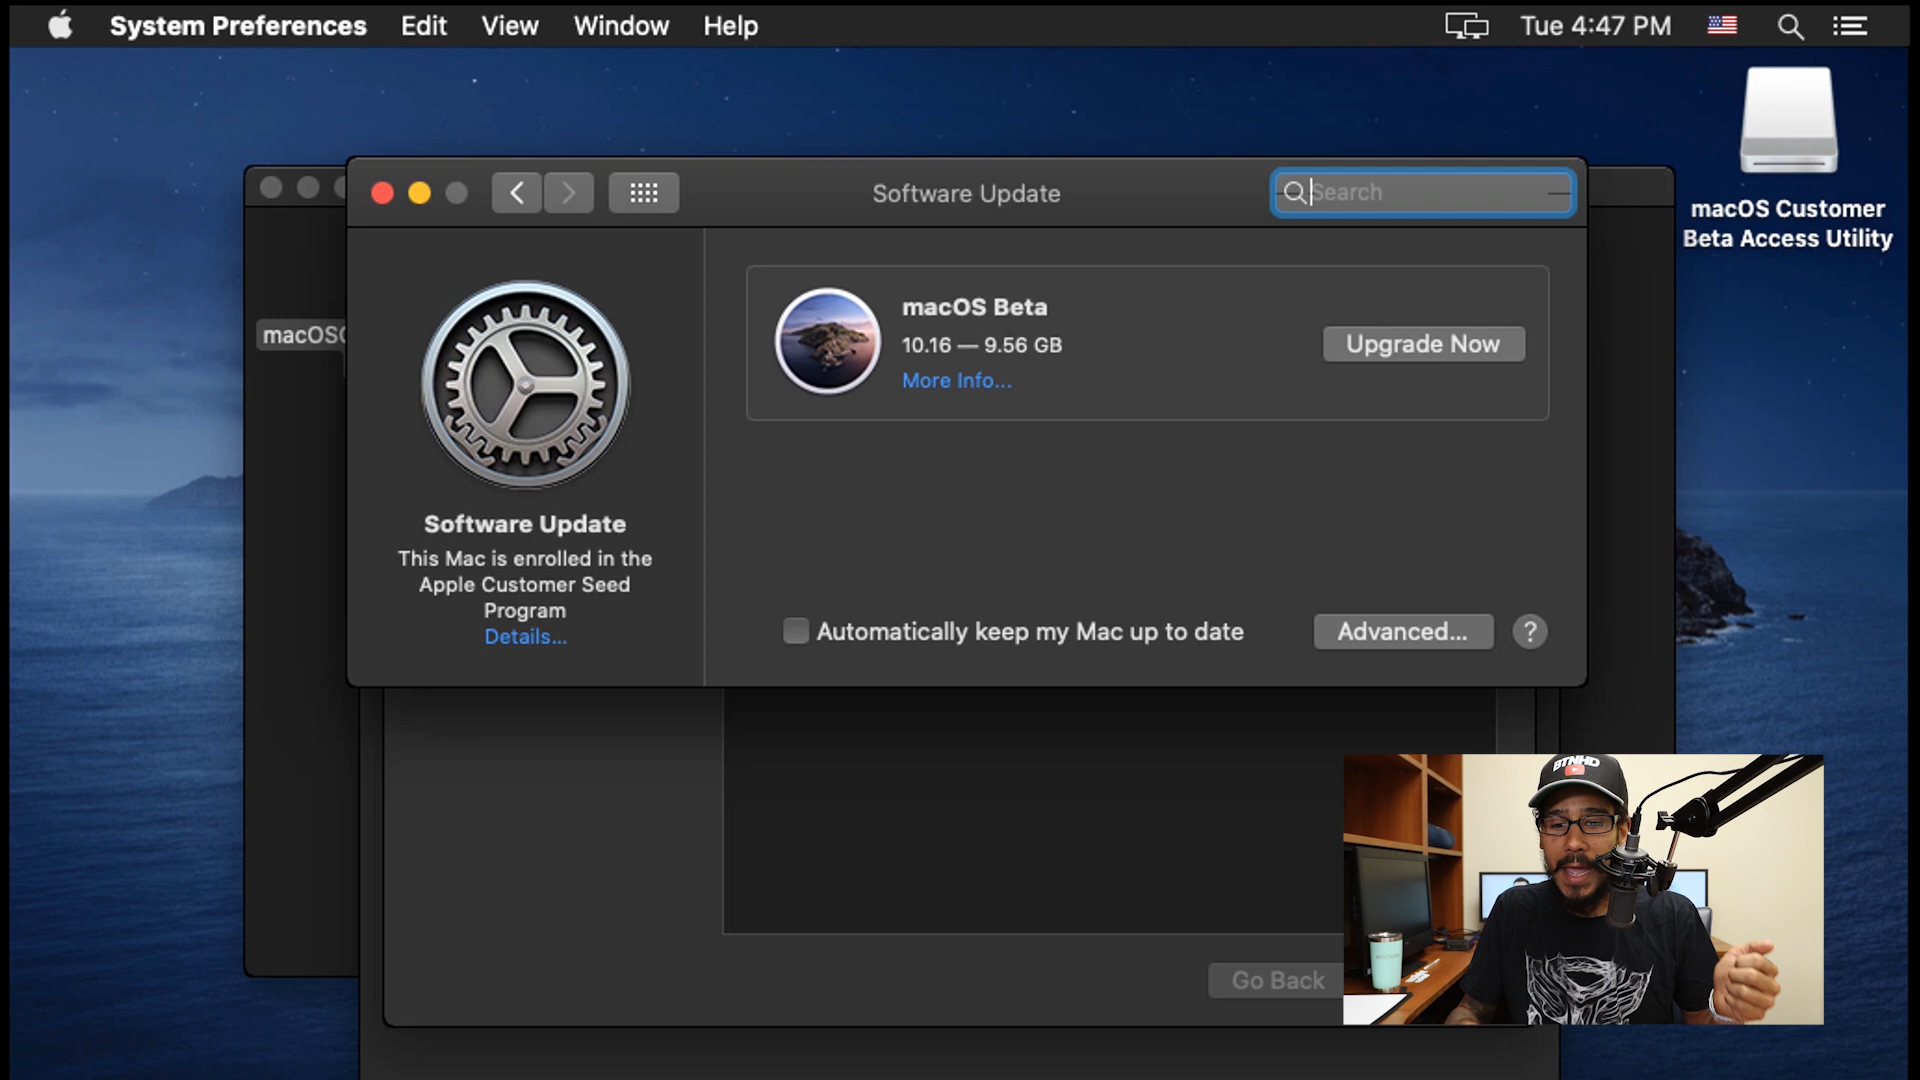 System Preferences Edit View Window Help Tue 4:47 PM
macOS Customer
Beta Access Utility
Software Update
Search
macOS
macOS Beta
10.16 — 9.56 GB
More Info...
Upgrade Now
Software Update
This Mac is enrolled in the
Apple Customer Seed
Program
Details...
Automatically keep my Mac up to date
Advanced...
?
Go Back
BTNHD